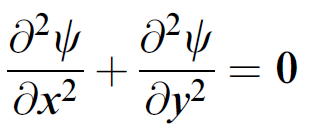 ∂²ψ/∂x² + ∂²ψ/∂y² = 0